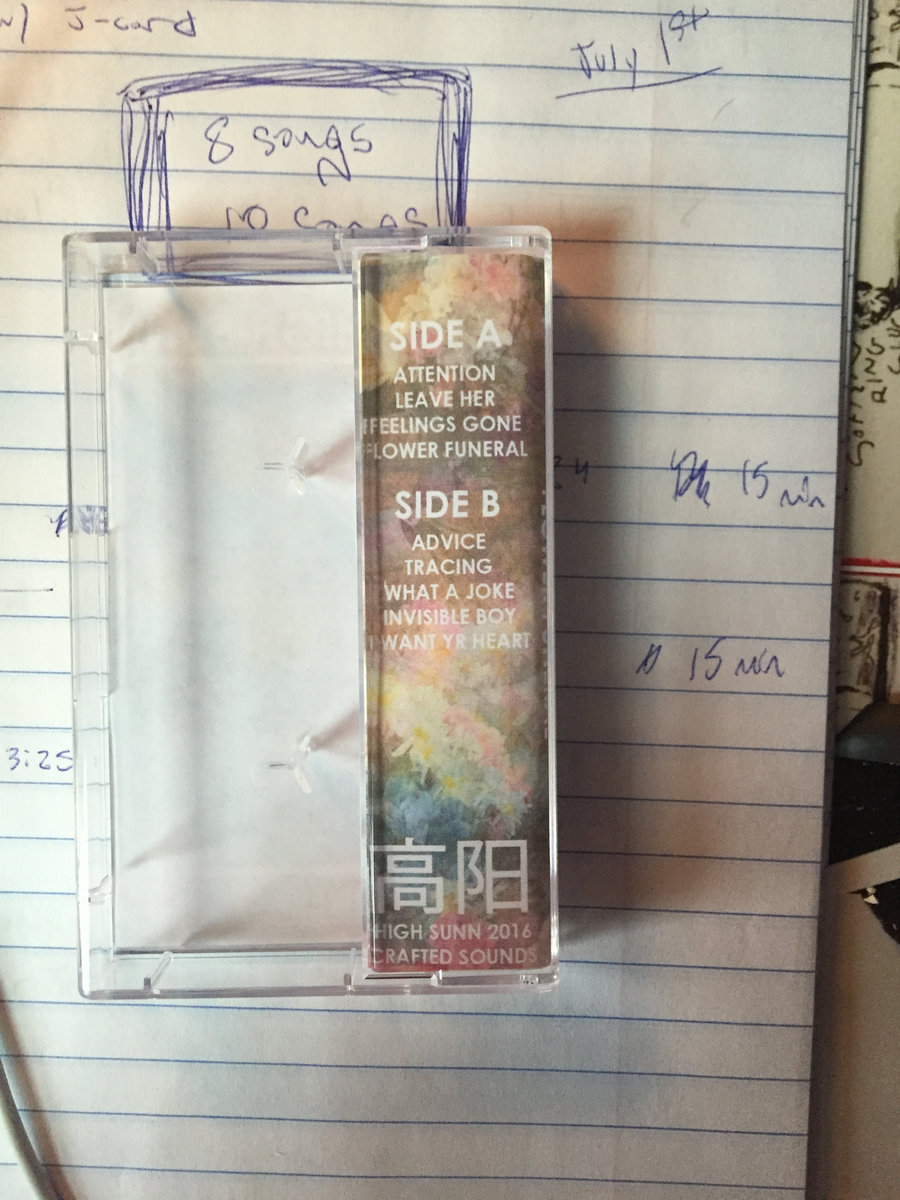 w/ J-card
July 1st
8 songs
SIDE A
ATTENTION
LEAVE HER
FEELINGS GONE
FLOWER FUNERAL
15 min
SIDE B
ADVICE
TRACING
WHAT A JOKE
INVISIBLE BOY
I WANT YR HEART
15 min
3:25
高阳
HIGH SUNN 2016
CRAFTED SOUNDS